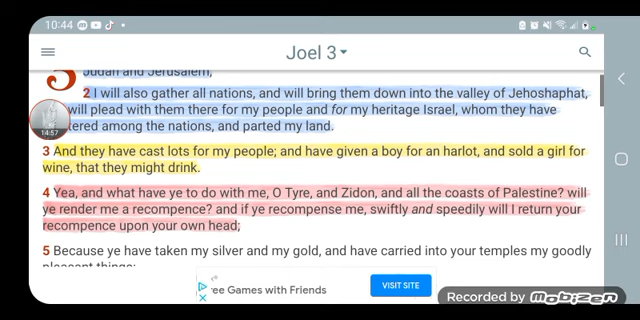 10:44
Joel 3
3 Judah and Jerusalem,
2 I will also gather all nations, and will bring them down into the valley of Jehoshaphat,
will plead with them there for my people and for my heritage Israel, whom they have
tered among the nations, and parted my land.
14:57
3 And they have cast lots for my people; and have given a boy for an harlot, and sold a girl for
wine, that they might drink.
4 Yea, and what have ye to do with me, O Tyre, and Zidon, and all the coasts of Palestine? will
ye render me a recompence? and if ye recompense me, swiftly and speedily will I return your
recompence upon your own head;
5 Because ye have taken my silver and my gold, and have carried into your temples my goodly
pleasant things:
ree Games with Friends
VISIT SITE
Recorded by
Mobizen